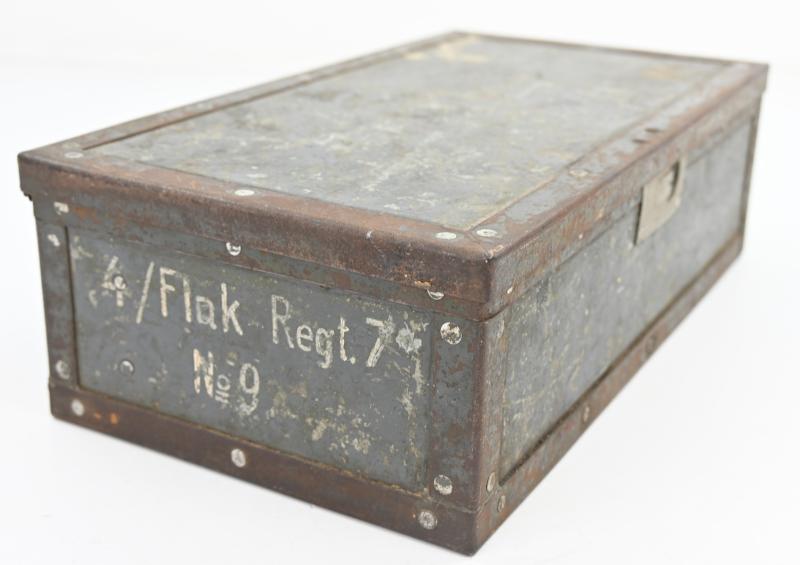 4/Flak Regt. 7
No 9